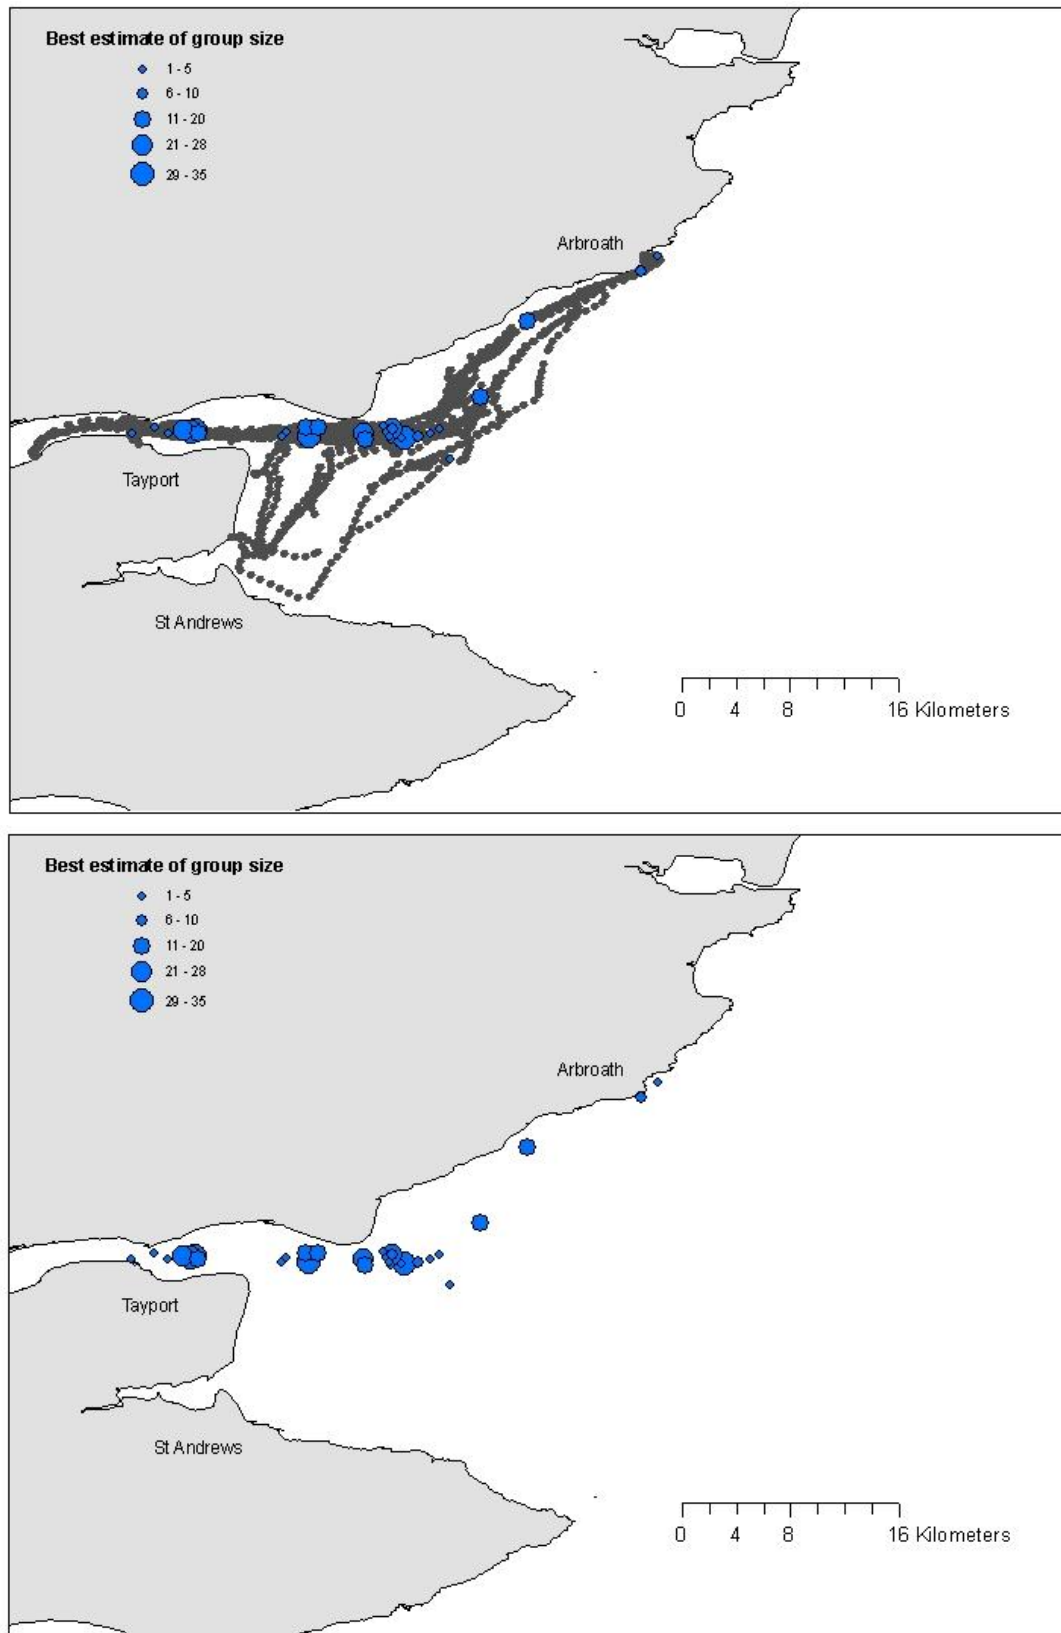 Best estimate of group size
1 - 5
6 - 10
11 - 20
21 - 28
29 - 35
Arbroath
Tayport
St Andrews
0 4 8 16 Kilometers
Best estimate of group size
1 - 5
6 - 10
11 - 20
21 - 28
29 - 35
Arbroath
Tayport
St Andrews
0 4 8 16 Kilometers